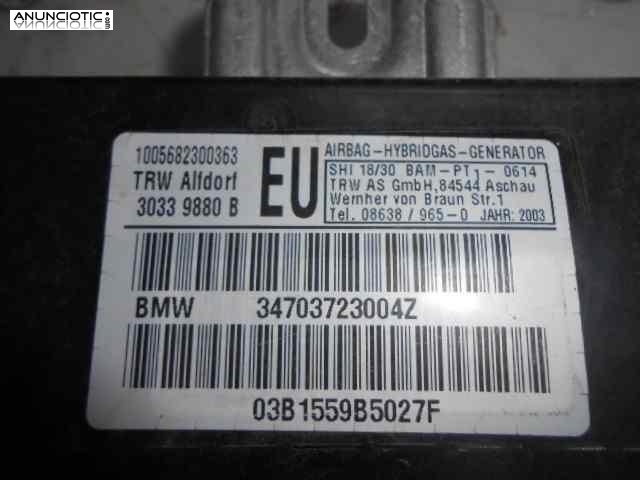 ANUNCIOTIC
1005682300363
TRW Alfdorf
3033 9880 B
EU
AIRBAG-HYBRIDGAS-GENERATOR
SHI 18/30 BAM-PT1-0614
TRW AS GmbH,84544 Aschau
Wernher von Braun Str.1
Tel. 08638 / 965-0 JAHR: 2003
BMW 34703723004Z
03B1559B5027F